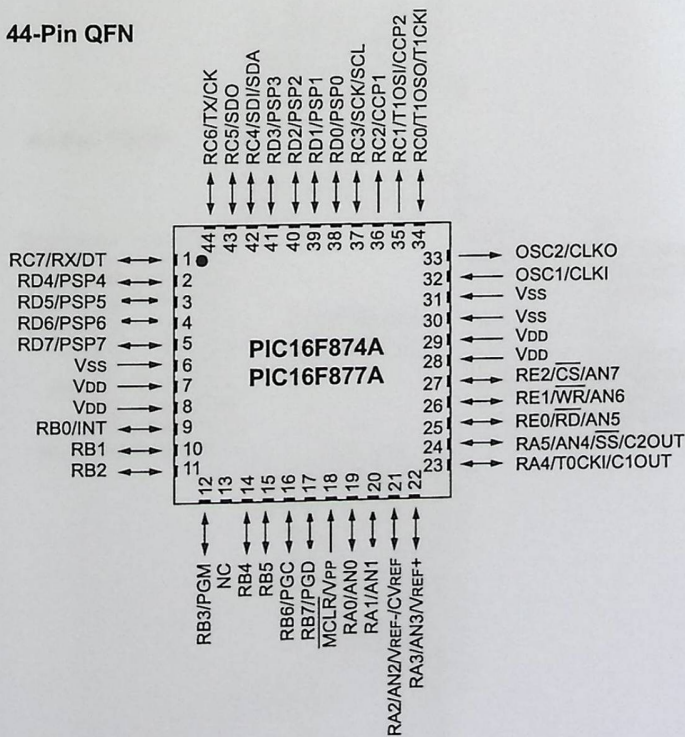 44-Pin QFN
RC6/TX/CK
RC5/SDO
RC4/SDI/SDA
RD3/PSP3
RD2/PSP2
RD1/PSP1
RD0/PSP0
RC3/SCK/SCL
RC2/CCP1
RC1/T1OSI/CCP2
RC0/T1OSO/T1CKI
44
43
42
41
40
39
38
37
36
35
34
RC7/RX/DT 1
RD4/PSP4 2
RD5/PSP5 3
RD6/PSP6 4
RD7/PSP7 5
VSS 6
VDD 7
VDD 8
RB0/INT 9
RB1 10
RB2 11
PIC16F874A
PIC16F877A
33 OSC2/CLKO
32 OSC1/CLKI
31 VSS
30 VSS
29 VDD
28 VDD
27 RE2/CS/AN7
26 RE1/WR/AN6
25 RE0/RD/AN5
24 RA5/AN4/SS/C2OUT
23 RA4/T0CKI/C1OUT
12
13
14
15
16
17
18
19
20
21
22
RB3/PGM
NC
RB4
RB5
RB6/PGC
RB7/PGD
MCLR/VPP
RA0/AN0
RA1/AN1
RA2/AN2/VREF-/CVREF
RA3/AN3/VREF+